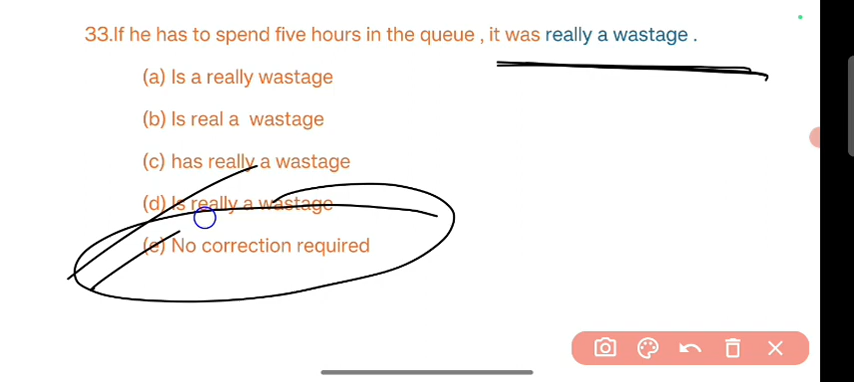 33.If he has to spend five hours in the queue , it was really a wastage .
(a) Is a really wastage
(b) Is real a wastage
(c) has really a wastage
(d) Is really a wastage
(e) No correction required